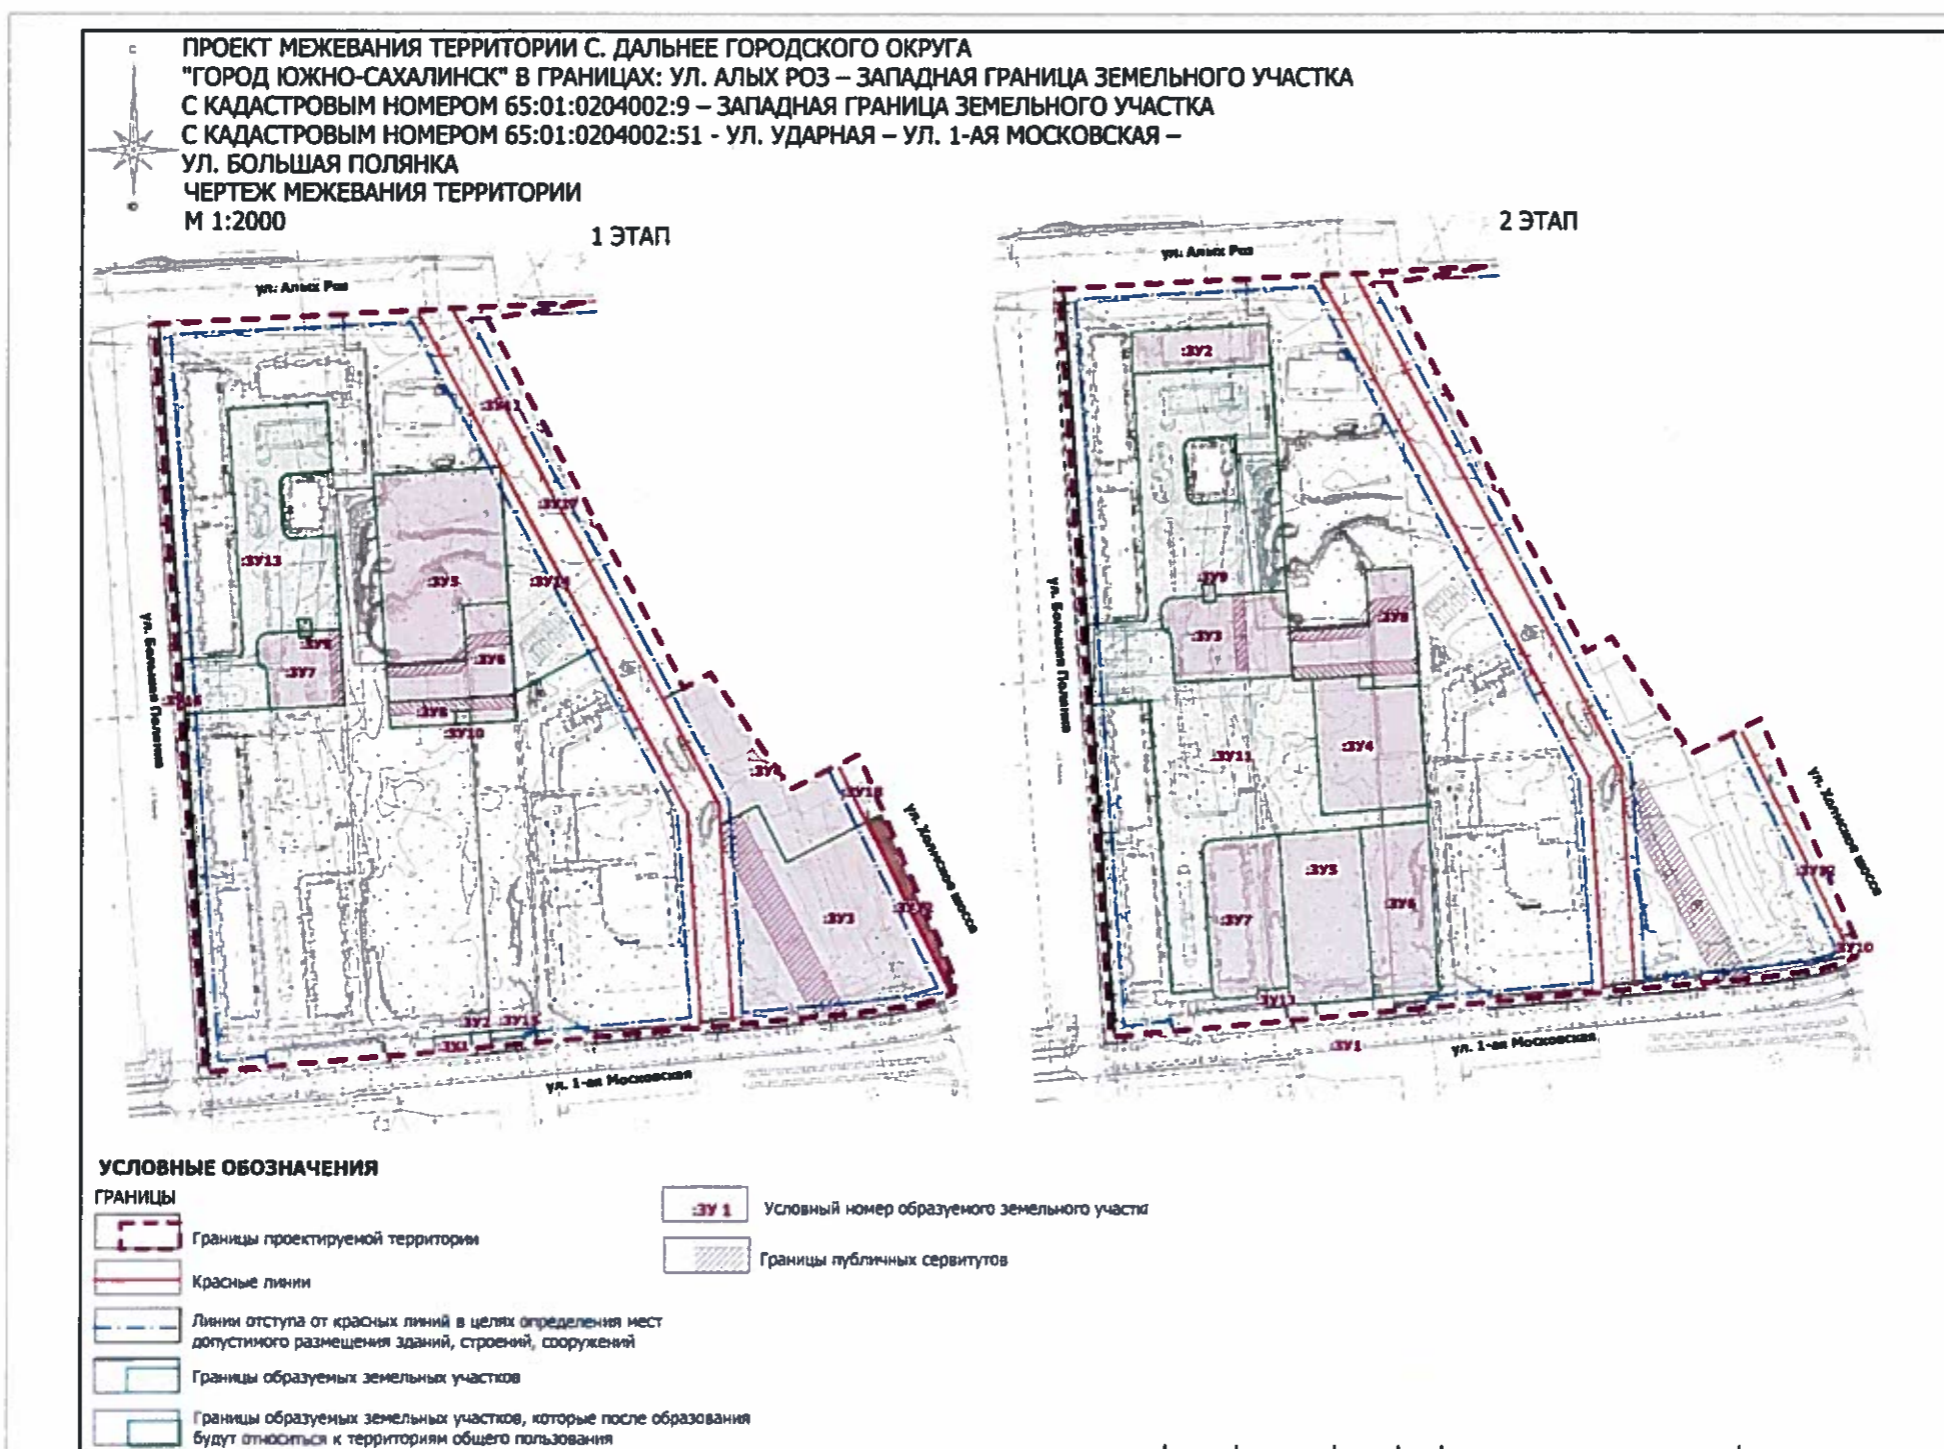 С
ПРОЕКТ МЕЖЕВАНИЯ ТЕРРИТОРИИ С. ДАЛЬНЕЕ ГОРОДСКОГО ОКРУГА
"ГОРОД ЮЖНО-САХАЛИНСК" В ГРАНИЦАХ: УЛ. АЛЫХ РОЗ – ЗАПАДНАЯ ГРАНИЦА ЗЕМЕЛЬНОГО УЧАСТКА
С КАДАСТРОВЫМ НОМЕРОМ 65:01:0204002:9 – ЗАПАДНАЯ ГРАНИЦА ЗЕМЕЛЬНОГО УЧАСТКА
С КАДАСТРОВЫМ НОМЕРОМ 65:01:0204002:51 - УЛ. УДАРНАЯ – УЛ. 1-АЯ МОСКОВСКАЯ –
УЛ. БОЛЬШАЯ ПОЛЯНКА
ЧЕРТЕЖ МЕЖЕВАНИЯ ТЕРРИТОРИИ
М 1:2000
1 ЭТАП
ул. Алых Роз
:ЗУ13
:ЗУ5
:ЗУ14
:ЗУ7
:ЗУ6
:ЗУ10
:ЗУ3
ул. Большая Полянка
ул. Холмское шоссе
:ЗУ1
ул. 1-ая Московская
2 ЭТАП
ул. Алых Роз
:ЗУ2
:ЗУ9
:ЗУ3
:ЗУ8
:ЗУ4
:ЗУ11
:ЗУ5
:ЗУ6
:ЗУ7
:ЗУ12
:ЗУ10
:ЗУ13
:ЗУ1
ул. Большая Полянка
ул. Холмское шоссе
ул. 1-ая Московская
УСЛОВНЫЕ ОБОЗНАЧЕНИЯ
ГРАНИЦЫ
Границы проектируемой территории
Красные линии
Линии отступа от красных линий в целях определения мест
допустимого размещения зданий, строений, сооружений
Границы образуемых земельных участков
Границы образуемых земельных участков, которые после образования
будут относиться к территориям общего пользования
:ЗУ 1
Условный номер образуемого земельного участка
Границы публичных сервитутов